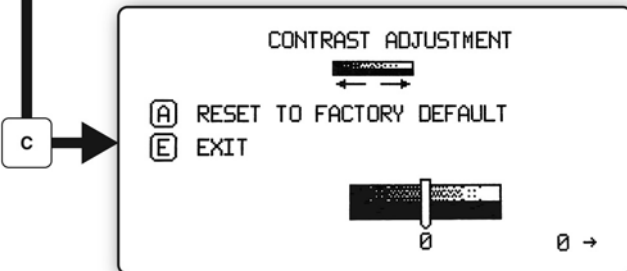 CONTRAST ADJUSTMENT
A RESET TO FACTORY DEFAULT
C
E EXIT
0
0 →